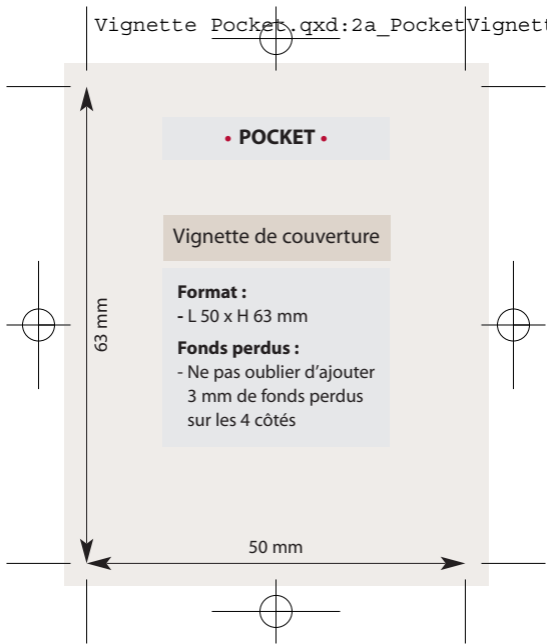 Vignette Pocket.qxd:2a_PocketVignett
• POCKET •
Vignette de couverture
Format :
- L 50 x H 63 mm
Fonds perdus :
- Ne pas oublier d’ajouter
3 mm de fonds perdus
sur les 4 côtés
63 mm
50 mm